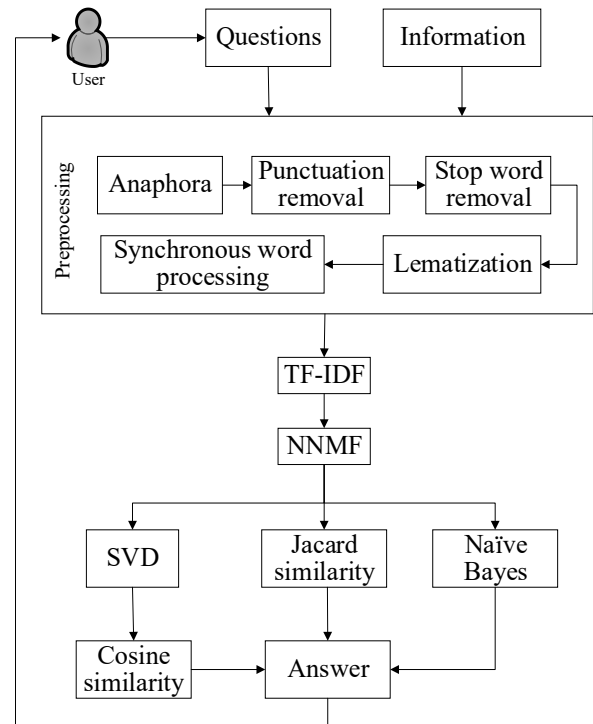 Questions
Information
User
Preprocessing
Anaphora
Punctuation
removal
Stop word
removal
Synchronous word
processing
Lematization
TF-IDF
NNMF
SVD
Jacard
similarity
Naïve
Bayes
Cosine
similarity
Answer